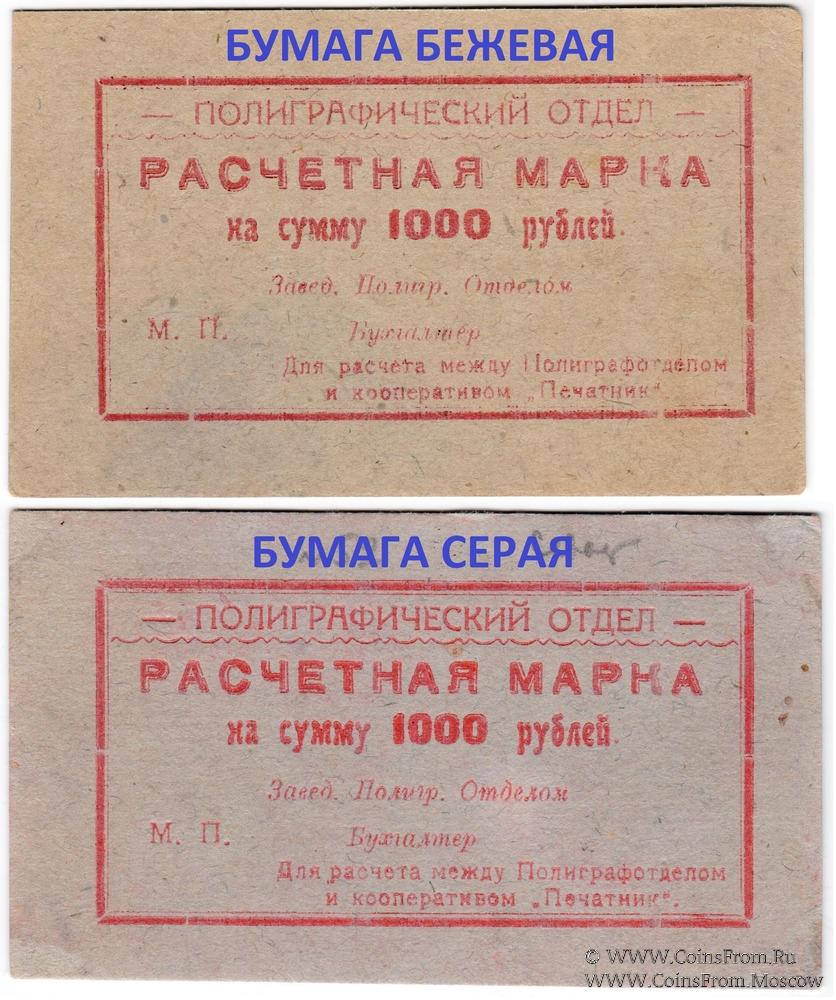 БУМАГА БЕЖЕВАЯ
— ПОЛИГРАФИЧЕСКИЙ ОТДЕЛ —
РАСЧЕТНАЯ МАРКА
на сумму 1000 рублей.
Завед. Полигр. Отделом
М. П. Бухгалтер
Для расчета между Полиграфотделом
и кооперативом „Печатник“.
БУМАГА СЕРАЯ
— ПОЛИГРАФИЧЕСКИЙ ОТДЕЛ —
РАСЧЕТНАЯ МАРКА
на сумму 1000 рублей.
Завед. Полигр. Отделом
М. П. Бухгалтер
Для расчета между Полиграфотделом
и кооперативом „Печатник“.
© WWW.COINSFROM.RU
WWW.COINSFROM.MOSCOW